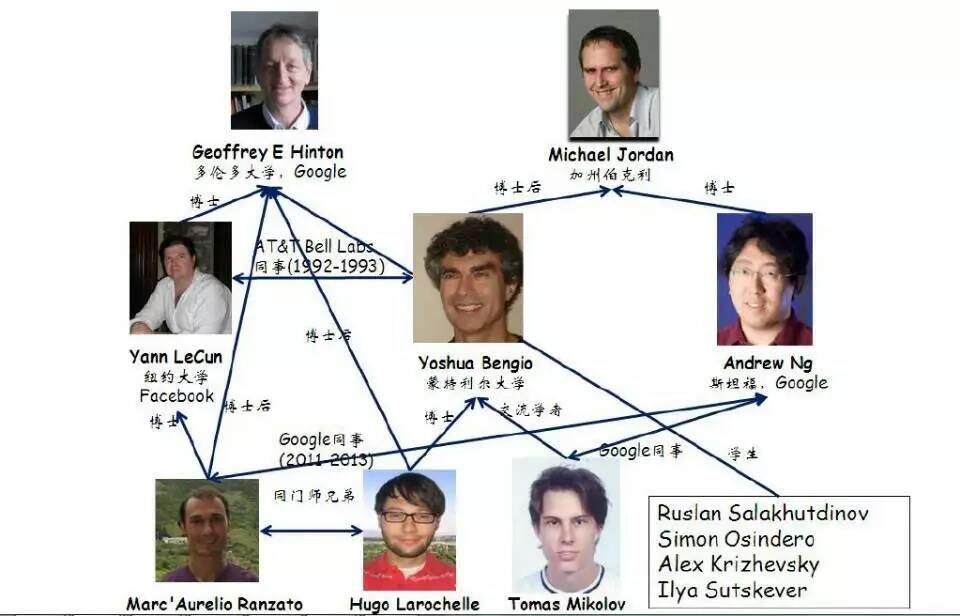 Geoffrey E Hinton
多伦多大学，Google
Michael Jordan
加州伯克利
博士
博士后
博士
AT&T Bell Labs
同事(1992-1993)
博士后
Yann LeCun
纽约大学
Facebook
Yoshua Bengio
蒙特利尔大学
Andrew Ng
斯坦福，Google
博士
博士后
博士
交流学者
Google同事
(2011-2013)
Google同事
学生
同门师兄弟
Marc'Aurelio Ranzato
Hugo Larochelle
Tomas Mikolov
Ruslan Salakhutdinov
Simon Osindero
Alex Krizhevsky
Ilya Sutskever